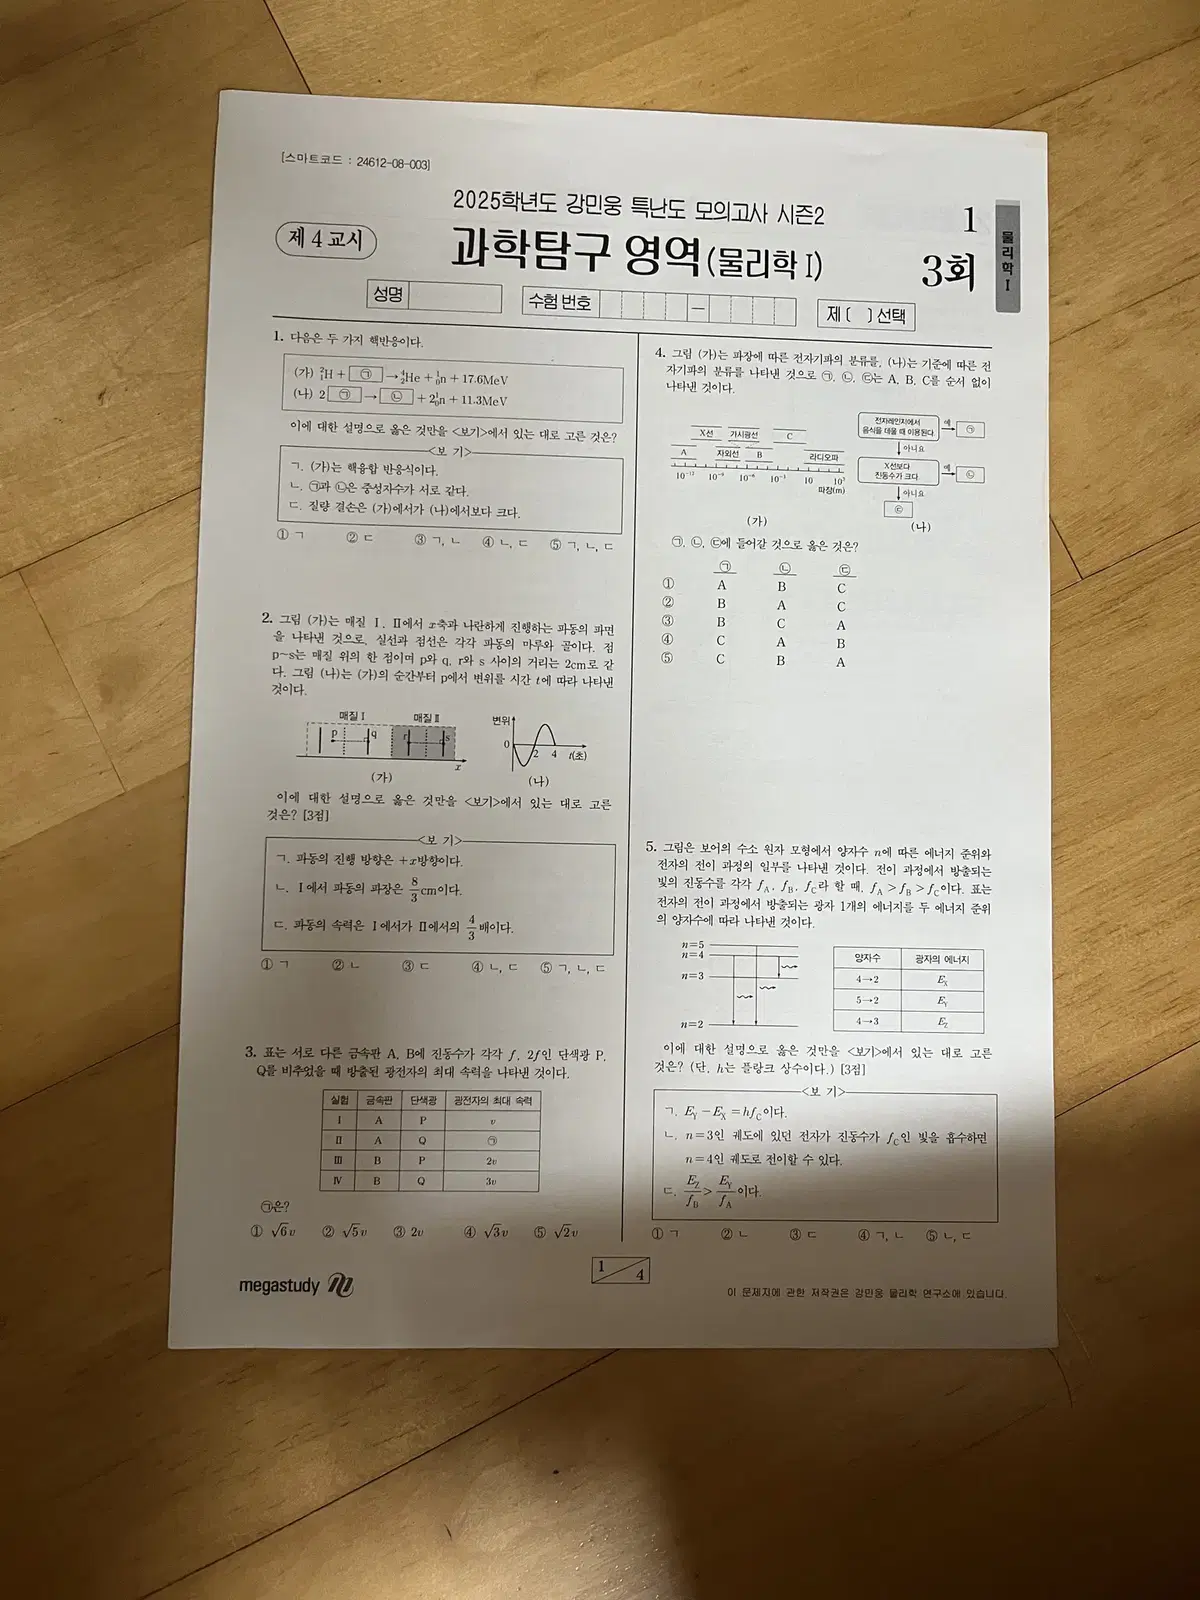 [스마트코드 : 24612-08-003]
2025학년도 강민웅 특난도 모의고사 시즌2
1
제 4 교시
과학탐구 영역(물리학 I)
3회
물리학 I
성명
수험 번호
―
제 ( ) 선택
1. 다음은 두 가지 핵반응이다.
(가) ²₁H + ㉠ → ⁴₂He + ¹₀n + 17.6MeV
(나) 2 ㉠ → ㉡ + 2¹₀n + 11.3MeV
이에 대한 설명으로 옳은 것만을 <보기>에서 있는 대로 고른 것은?
<보 기>
ㄱ. (가)는 핵융합 반응식이다.
ㄴ. ㉠과 ㉡은 중성자수가 서로 같다.
ㄷ. 질량 결손은 (가)에서가 (나)에서보다 크다.
① ㄱ ② ㄷ ③ ㄱ, ㄴ ④ ㄴ, ㄷ ⑤ ㄱ, ㄴ, ㄷ
2. 그림 (가)는 매질 Ⅰ, Ⅱ에서 x축과 나란하게 진행하는 파동의 파면
을 나타낸 것으로, 실선과 점선은 각각 파동의 마루와 골이다. 점
p~s는 매질 위의 한 점이며 p와 q, r와 s 사이의 거리는 2cm로 같
다. 그림 (나)는 (가)의 순간부터 p에서 변위를 시간 t에 따라 나타낸
것이다.
매질 Ⅰ 매질 Ⅱ
p q r s
x
(가)
변위
0 2 4 t(초)
(나)
이에 대한 설명으로 옳은 것만을 <보기>에서 있는 대로 고른
것은? [3점]
<보 기>
ㄱ. 파동의 진행 방향은 +x방향이다.
ㄴ. Ⅰ에서 파동의 파장은 8/3 cm이다.
ㄷ. 파동의 속력은 Ⅰ에서가 Ⅱ에서의 4/3 배이다.
① ㄱ ② ㄴ ③ ㄷ ④ ㄴ, ㄷ ⑤ ㄱ, ㄴ, ㄷ
3. 표는 서로 다른 금속판 A, B에 진동수가 각각 f, 2f인 단색광 P,
Q를 비추었을 때 방출된 광전자의 최대 속력을 나타낸 것이다.
실험 금속판 단색광 광전자의 최대 속력
Ⅰ A P v
Ⅱ A Q ㉠
Ⅲ B P 2v
Ⅳ B Q 3v
㉠은?
① √6v ② √5v ③ 2v ④ √3v ⑤ √2v
4. 그림 (가)는 파장에 따른 전자기파의 분류를, (나)는 기준에 따른 전
자기파의 분류를 나타낸 것으로 ㉠, ㉡, ㉢는 A, B, C를 순서 없이
나타낸 것이다.
X선 가시광선 C
A 자외선 B 라디오파
10⁻¹² 10⁻⁹ 10⁻⁶ 10⁻³ 10 10³
파장(m)
(가)
전자레인지에서
음식을 데울 때 이용된다.
예
㉠
아니요
X선보다
진동수가 크다.
예
㉡
아니요
㉢
(나)
㉠, ㉡, ㉢에 들어갈 것으로 옳은 것은?
㉠ ㉡ ㉢
① A B C
② B A C
③ B C A
④ C A B
⑤ C B A
5. 그림은 보어의 수소 원자 모형에서 양자수 n에 따른 에너지 준위와
전자의 전이 과정의 일부를 나타낸 것이다. 전이 과정에서 방출되는
빛의 진동수를 각각 fA, fB, fC라 할 때, fA > fB > fC이다. 표는
전자의 전이 과정에서 방출되는 광자 1개의 에너지를 두 에너지 준위
의 양자수에 따라 나타낸 것이다.
n=5
n=4
n=3
n=2
양자수 광자의 에너지
4→2 EX
5→2 EY
4→3 EZ
이에 대한 설명으로 옳은 것만을 <보기>에서 있는 대로 고른
것은? (단, h는 플랑크 상수이다.) [3점]
<보 기>
ㄱ. EY − EX = hfC이다.
ㄴ. n=3인 궤도에 있던 전자가 진동수가 fC인 빛을 흡수하면
n=4인 궤도로 전이할 수 있다.
ㄷ. EZ/fB > EY/fA 이다.
① ㄱ ② ㄴ ③ ㄷ ④ ㄱ, ㄴ ⑤ ㄴ, ㄷ
megastudy
1/4
이 문제지에 관한 저작권은 강민웅 물리학 연구소에 있습니다.